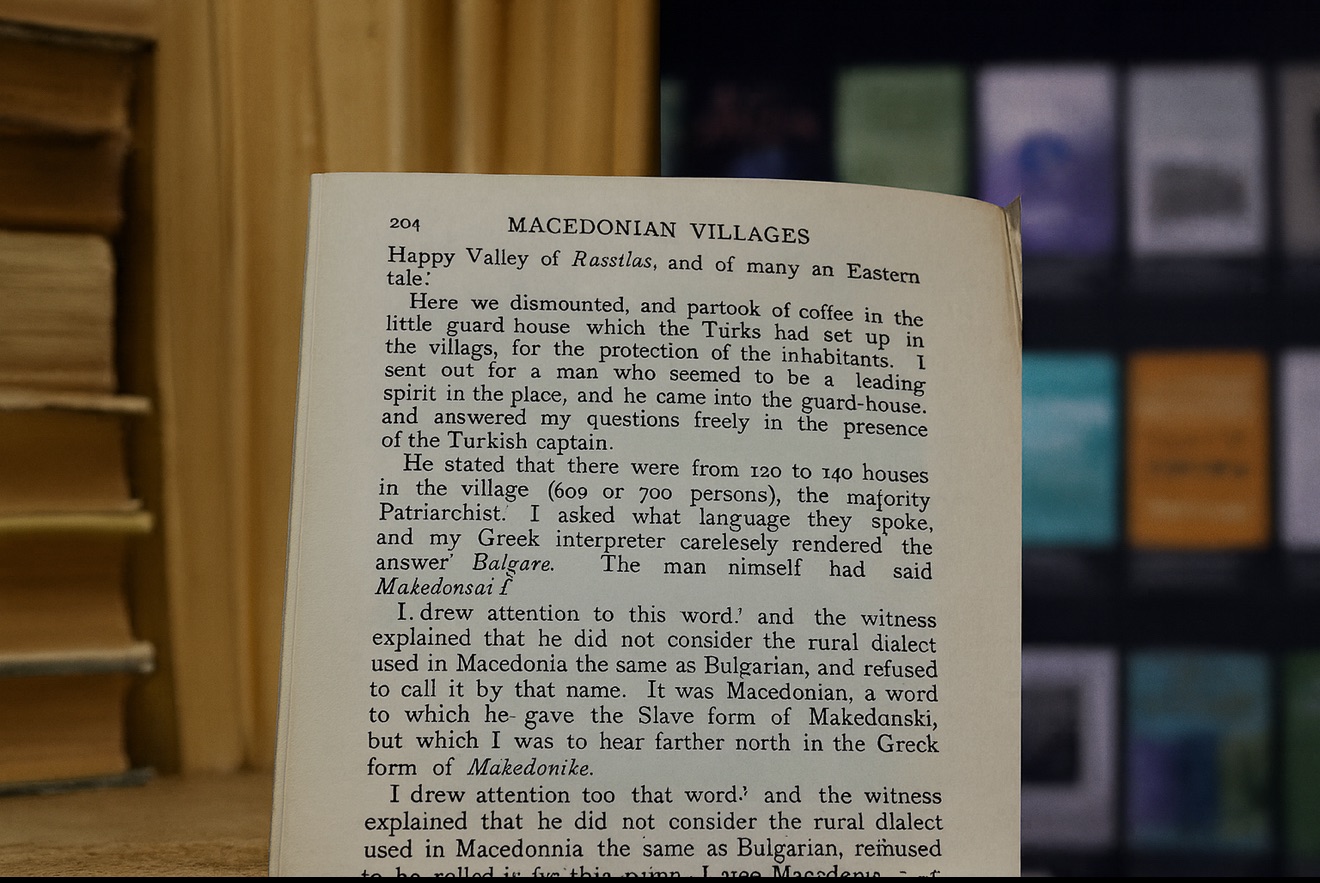 204 MACEDONIAN VILLAGES
Happy Valley of Rasstlas, and of many an Eastern
tale:'
Here we dismounted, and partook of coffee in the
little guard house which the Turks had set up in
the villags, for the protection of the inhabitants. I
sent out for a man who seemed to be a leading
spirit in the place, and he came into the guard-house.
and answered my questions freely in the presence
of the Turkish captain.
He stated that there were from 120 to 140 houses
in the village (609 or 700 persons), the majority
Patriarchist. I asked what language they spoke,
and my Greek interpreter carelesely rendered the
answer' Balgare. The man nimself had said
Makedonsai f
I. drew attention to this word.' and the witness
explained that he did not consider the rural dialect
used in Macedonia the same as Bulgarian, and refused
to call it by that name. It was Macedonian, a word
to which he- gave the Slave form of Makedanski,
but which I was to hear farther north in the Greck
form of Makedonike.
I drew attention too that word.' and the witness
explained that he did not consider the rural dlalect
used in Macedonnia the same as Bulgarian,